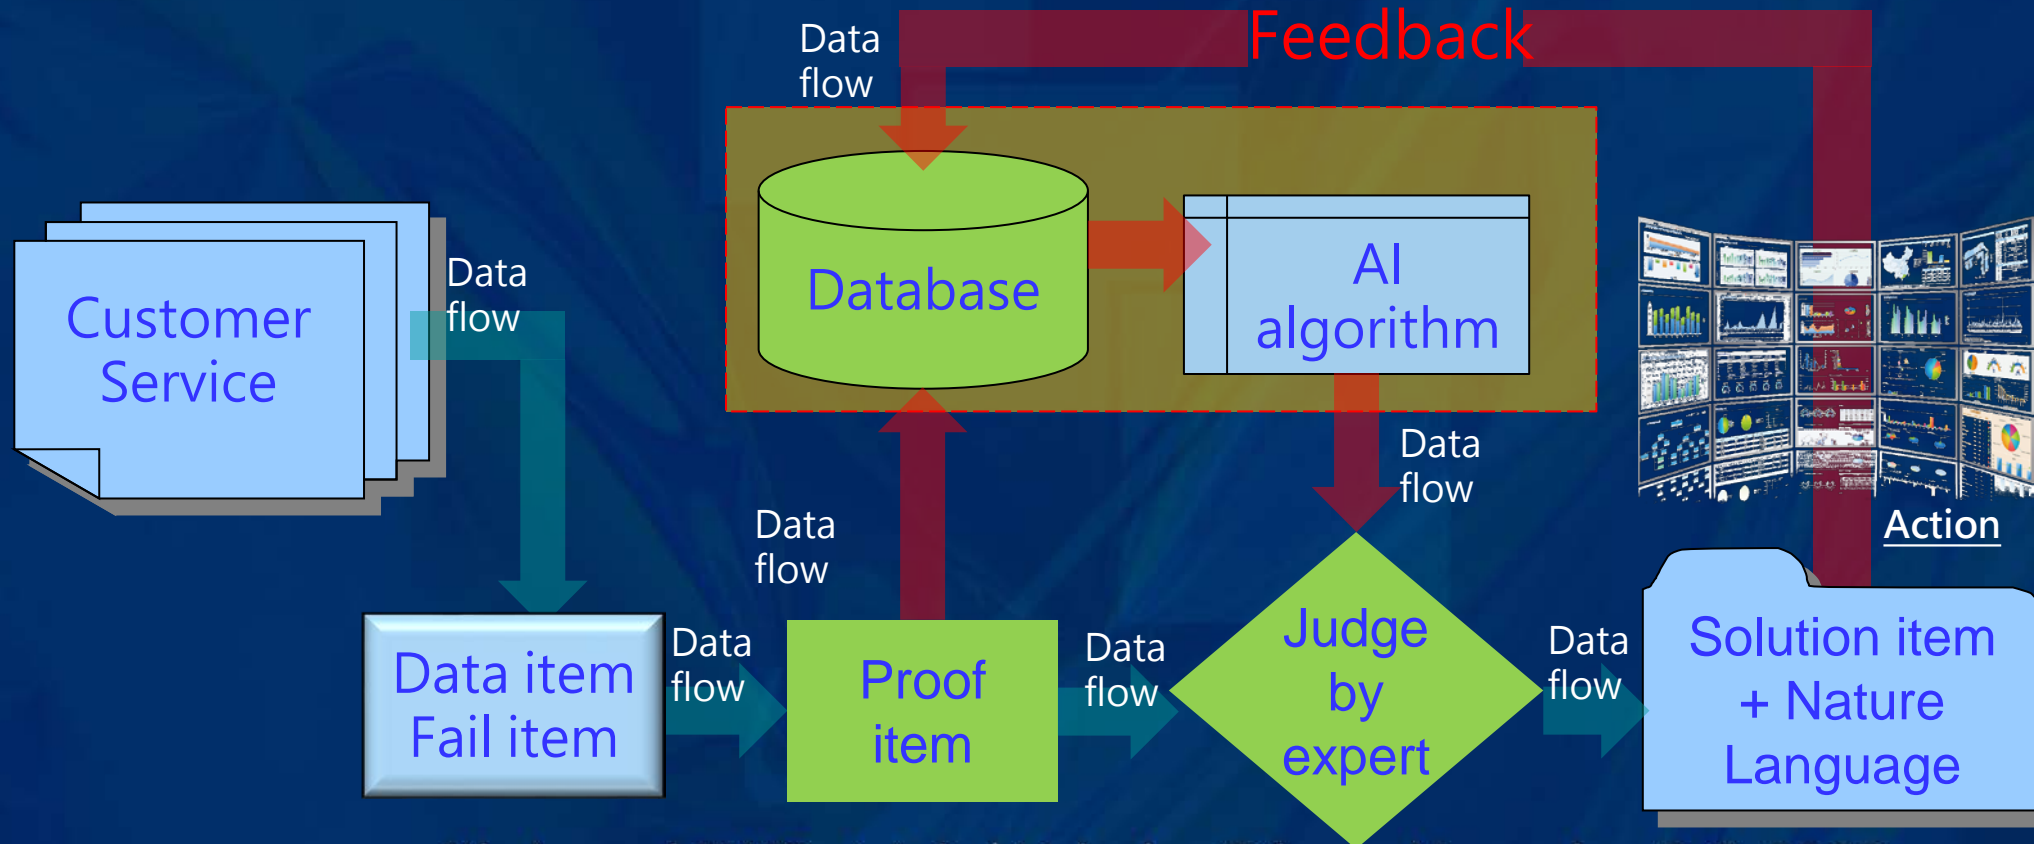 Feedback
Data
flow
Database
AI
algorithm
Customer
Service
Data
flow
Data
flow
Data
flow
Action
Data item
Fail item
Data
flow
Proof
item
Data
flow
Judge
by
expert
Data
flow
Solution item
+ Nature
Language